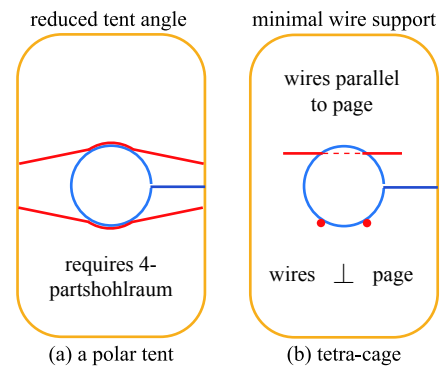 reduced tent angle
requires 4-
partshohlraum
(a) a polar tent
minimal wire support
wires parallel
to page
wires ⊥ page
(b) tetra-cage